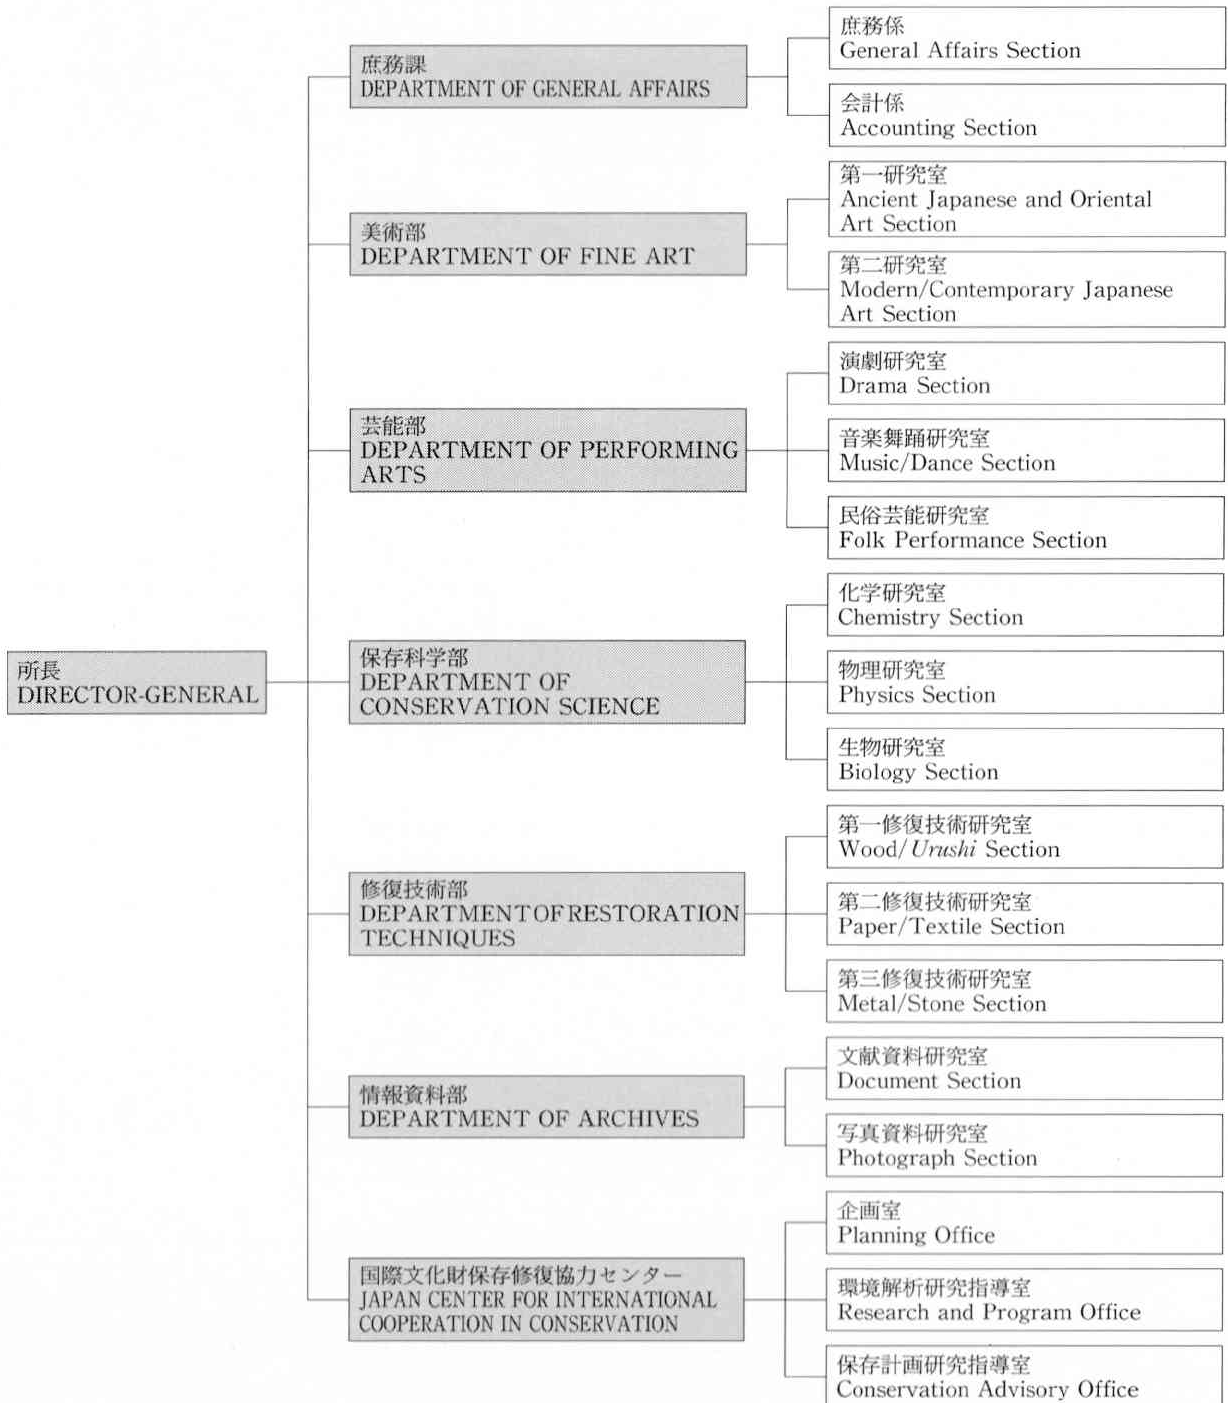 所長
DIRECTOR-GENERAL
庶務課
DEPARTMENT OF GENERAL AFFAIRS
庶務係
General Affairs Section
会計係
Accounting Section
美術部
DEPARTMENT OF FINE ART
第一研究室
Ancient Japanese and Oriental
Art Section
第二研究室
Modern/Contemporary Japanese
Art Section
芸能部
DEPARTMENT OF PERFORMING
ARTS
演劇研究室
Drama Section
音楽舞踊研究室
Music/Dance Section
民俗芸能研究室
Folk Performance Section
保存科学部
DEPARTMENT OF
CONSERVATION SCIENCE
化学研究室
Chemistry Section
物理研究室
Physics Section
生物研究室
Biology Section
修復技術部
DEPARTMENT OF RESTORATION
TECHNIQUES
第一修復技術研究室
Wood/Urushi Section
第二修復技術研究室
Paper/Textile Section
第三修復技術研究室
Metal/Stone Section
情報資料部
DEPARTMENT OF ARCHIVES
文献資料研究室
Document Section
写真資料研究室
Photograph Section
国際文化財保存修復協力センター
JAPAN CENTER FOR INTERNATIONAL
COOPERATION IN CONSERVATION
企画室
Planning Office
環境解析研究指導室
Research and Program Office
保存計画研究指導室
Conservation Advisory Office